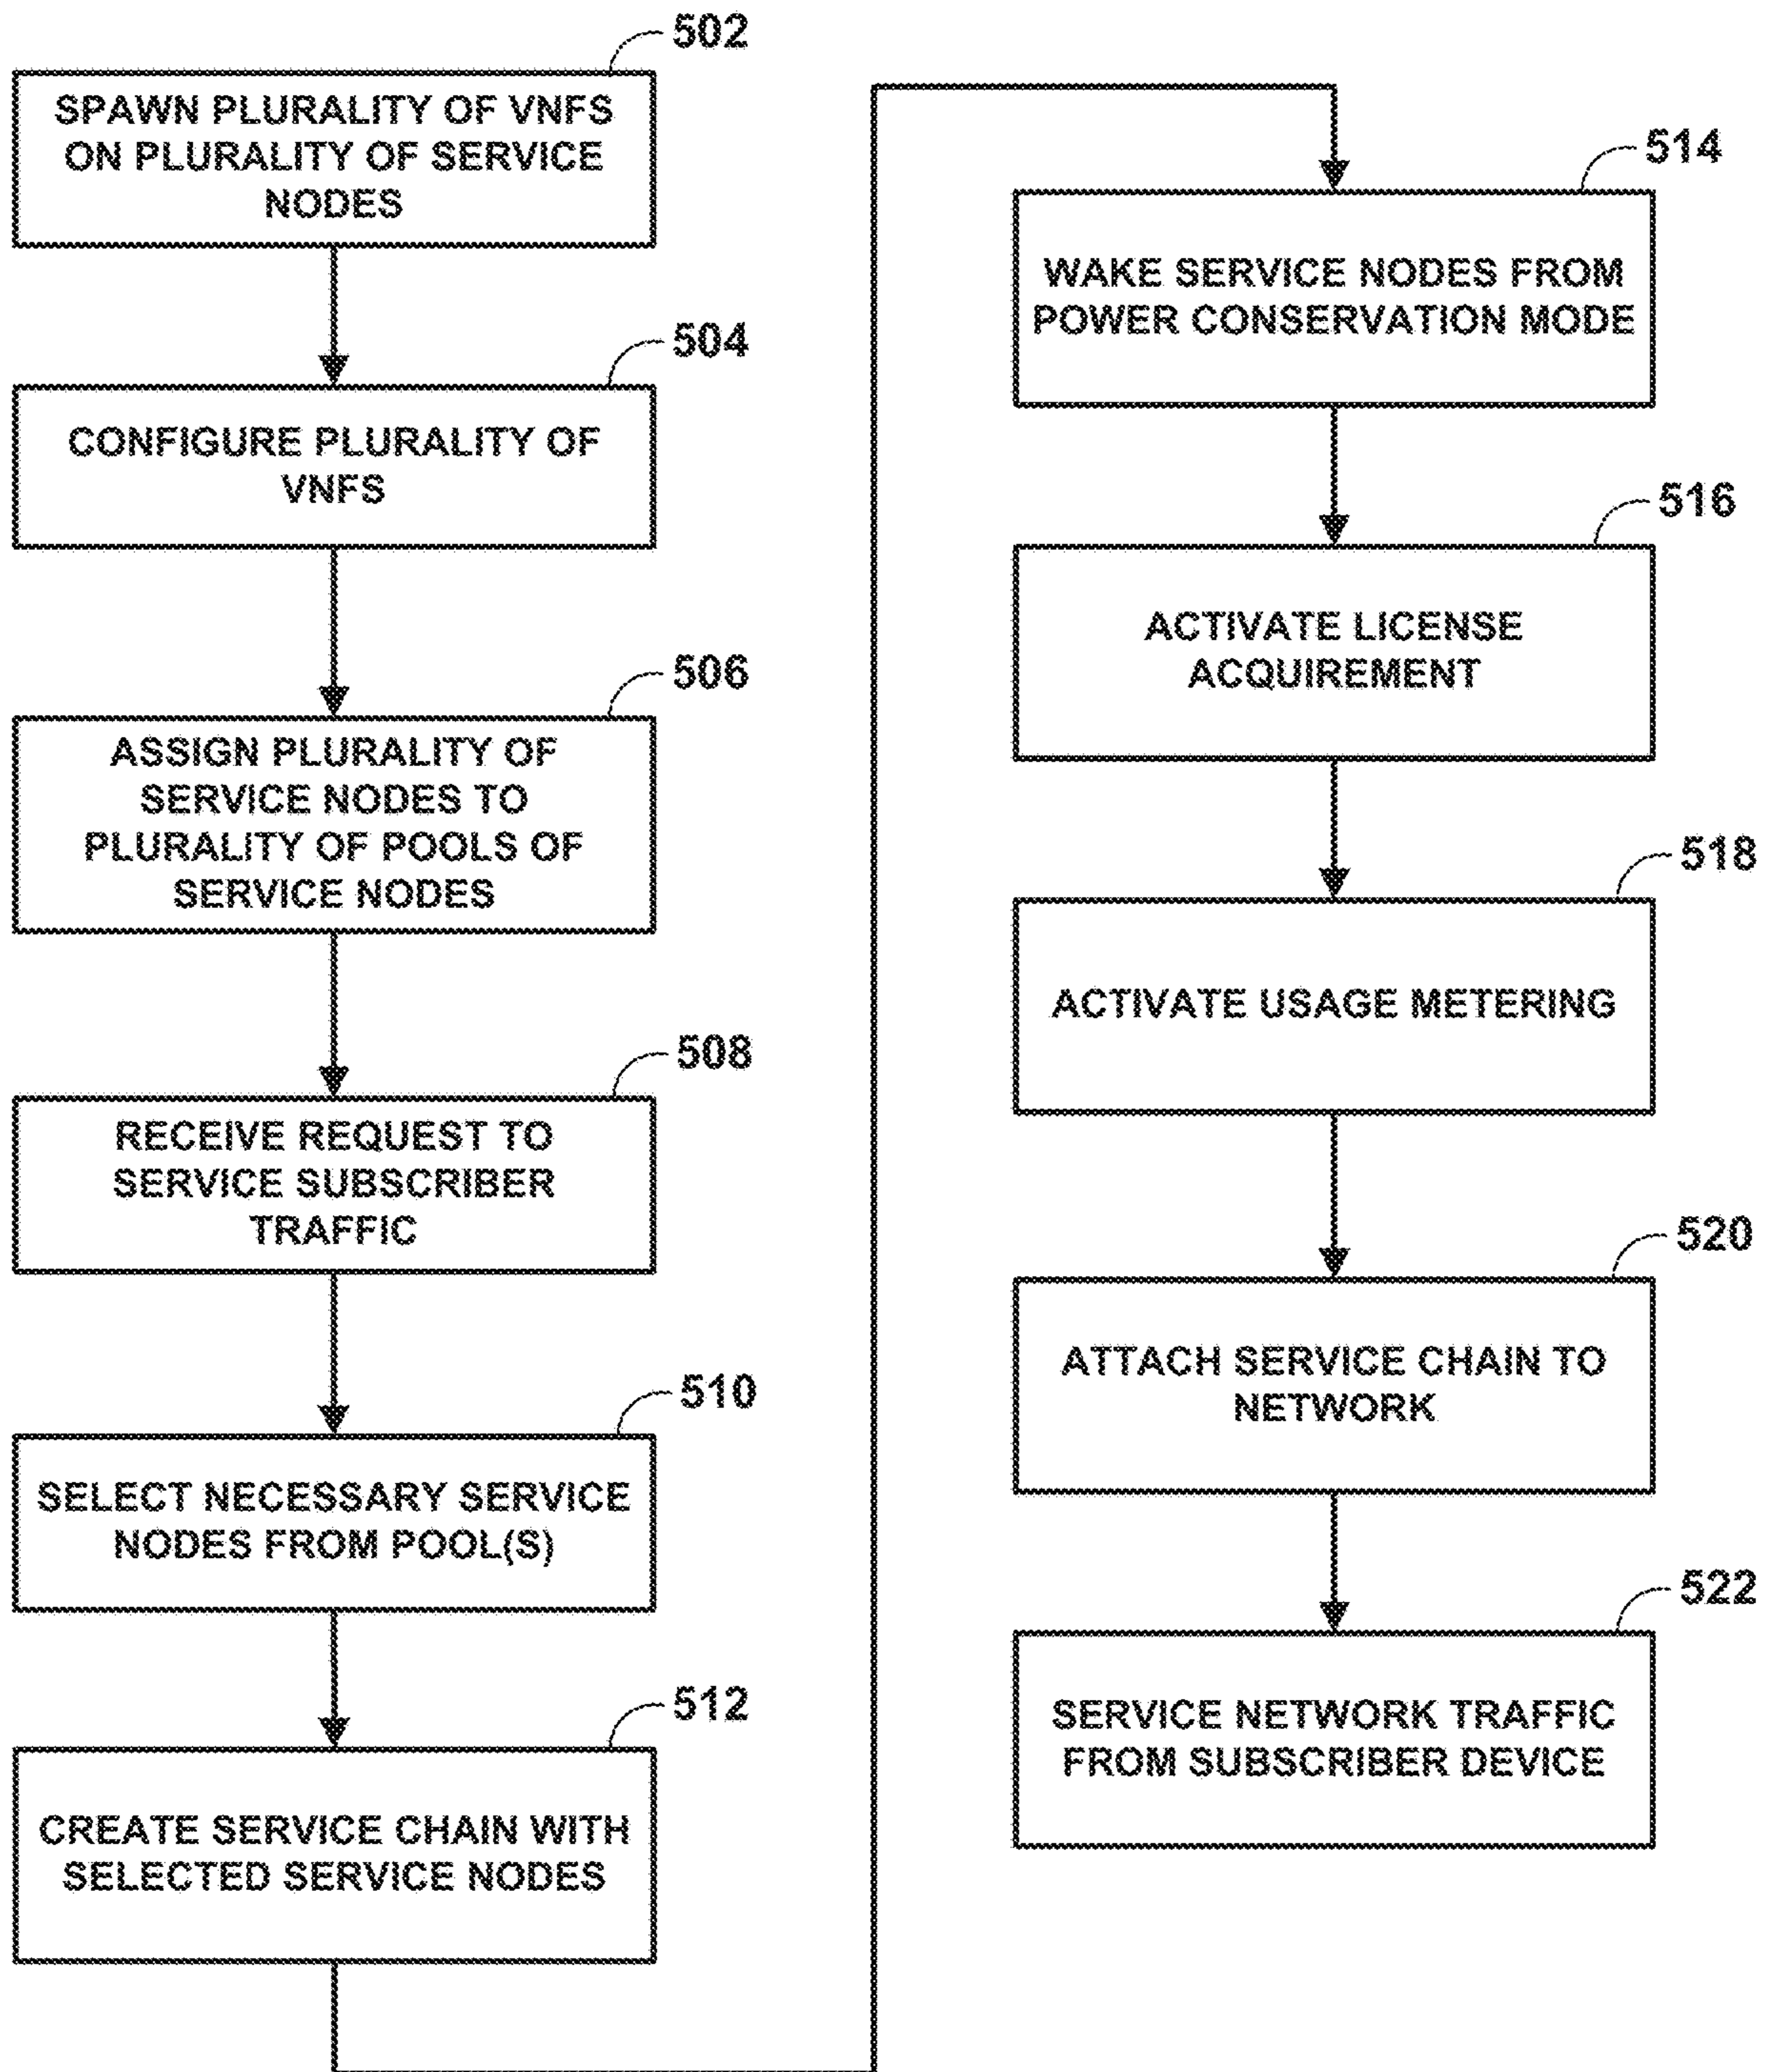 502
SPAWN PLURALITY OF VNFS
ON PLURALITY OF SERVICE
NODES
504
CONFIGURE PLURALITY OF
VNFS
506
ASSIGN PLURALITY OF
SERVICE NODES TO
PLURALITY OF POOLS OF
SERVICE NODES
508
RECEIVE REQUEST TO
SERVICE SUBSCRIBER
TRAFFIC
510
SELECT NECESSARY SERVICE
NODES FROM POOL(S)
512
CREATE SERVICE CHAIN WITH
SELECTED SERVICE NODES
514
WAKE SERVICE NODES FROM
POWER CONSERVATION MODE
516
ACTIVATE LICENSE
ACQUIREMENT
518
ACTIVATE USAGE METERING
520
ATTACH SERVICE CHAIN TO
NETWORK
522
SERVICE NETWORK TRAFFIC
FROM SUBSCRIBER DEVICE